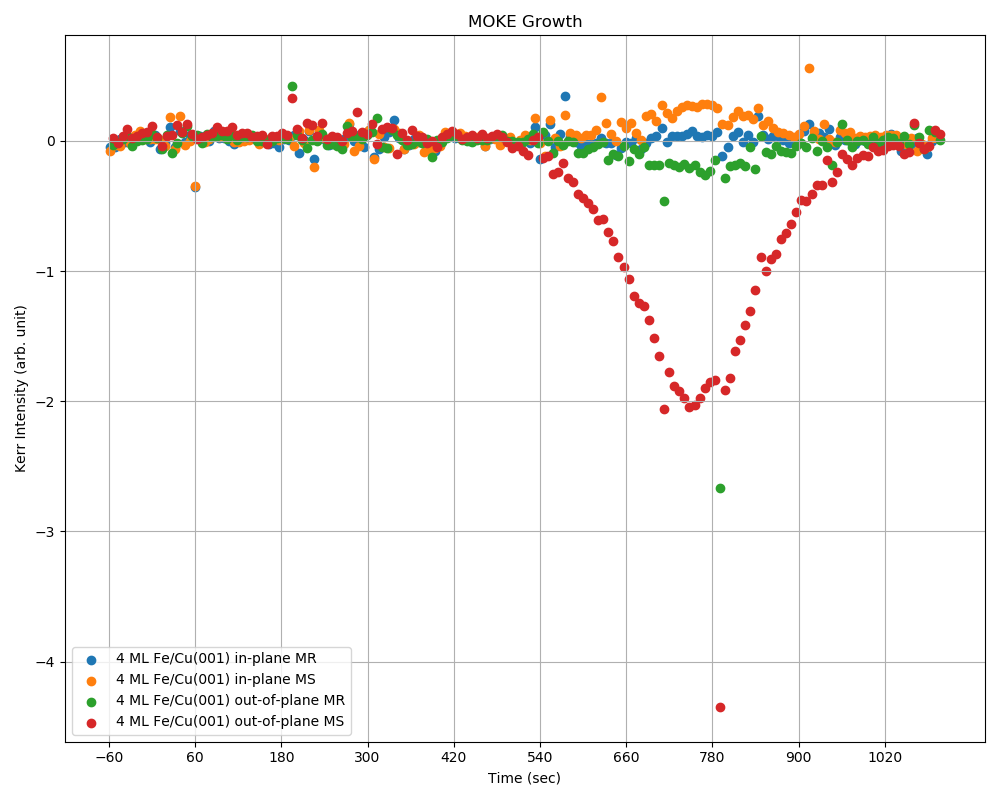 MOKE Growth
Kerr Intensity (arb. unit)
0
−1
−2
−3
−4
4 ML Fe/Cu(001) in-plane MR
4 ML Fe/Cu(001) in-plane MS
4 ML Fe/Cu(001) out-of-plane MR
4 ML Fe/Cu(001) out-of-plane MS
−60 60 180 300 420 540 660 780 900 1020
Time (sec)